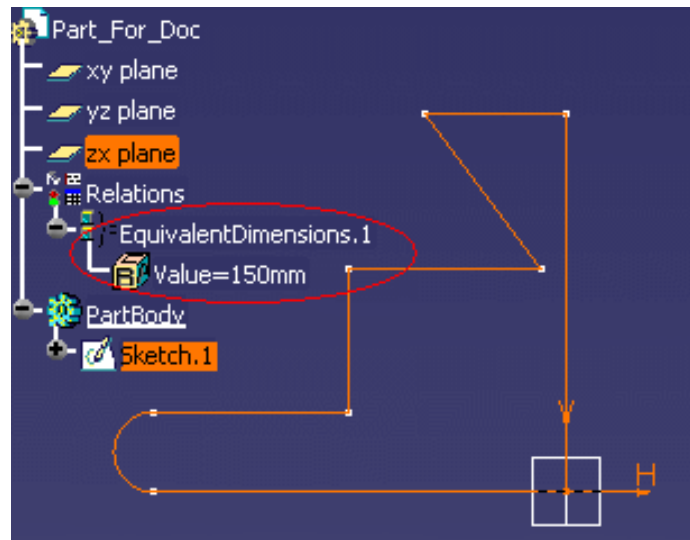 Part_For_Doc
xy plane
yz plane
zx plane
Relations
EquivalentDimensions.1
Value=150mm
PartBody
Sketch.1
V
H